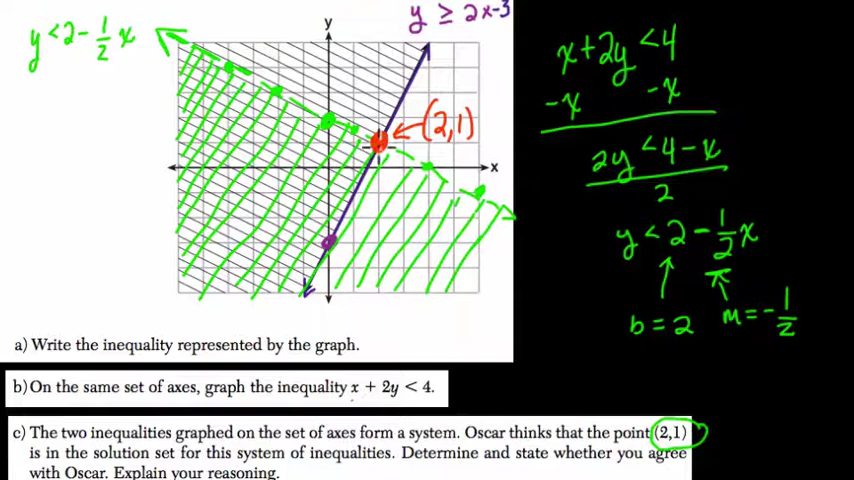 y < 2 - 1/2 x
y
y ≥ 2x-3
(2,1)
x
x+2y < 4
-x -x
2y < 4 - x
2
y < 2 - 1/2 x
b = 2 m = - 1/2
a) Write the inequality represented by the graph.
b) On the same set of axes, graph the inequality x + 2y < 4.
c) The two inequalities graphed on the set of axes form a system. Oscar thinks that the point (2,1)
is in the solution set for this system of inequalities. Determine and state whether you agree
with Oscar. Explain your reasoning.